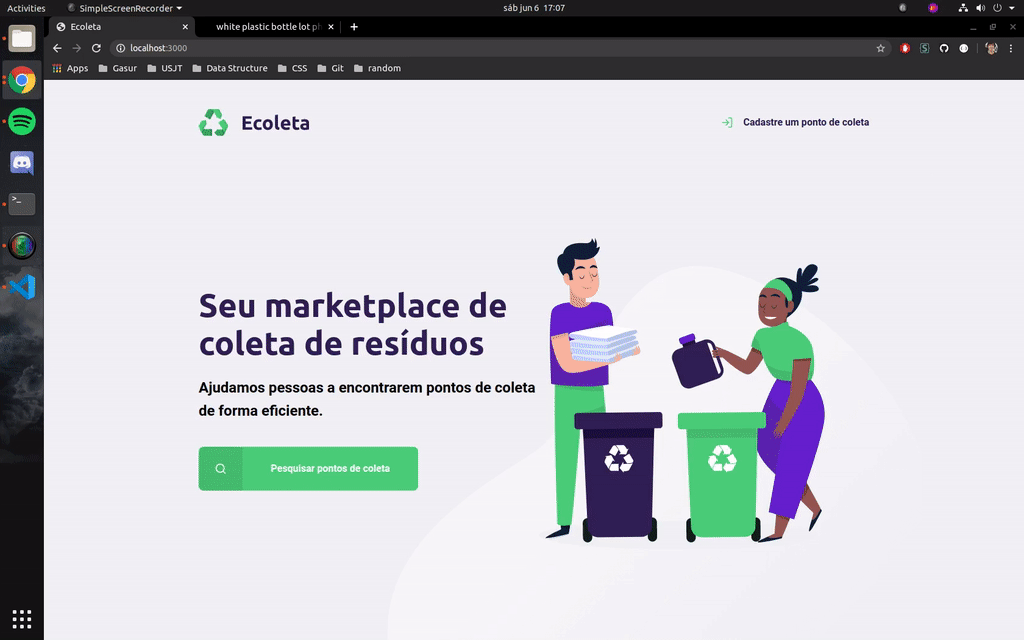 Activities
SimpleScreenRecorder
sáb jun 6 17:07
Ecoleta
white plastic bottle lot ph
localhost:3000
Apps
Gasur
USJT
Data Structure
CSS
Git
random
Ecoleta
Cadastre um ponto de coleta
Seu marketplace de
coleta de resíduos
Ajudamos pessoas a encontrarem pontos de coleta
de forma eficiente.
Pesquisar pontos de coleta